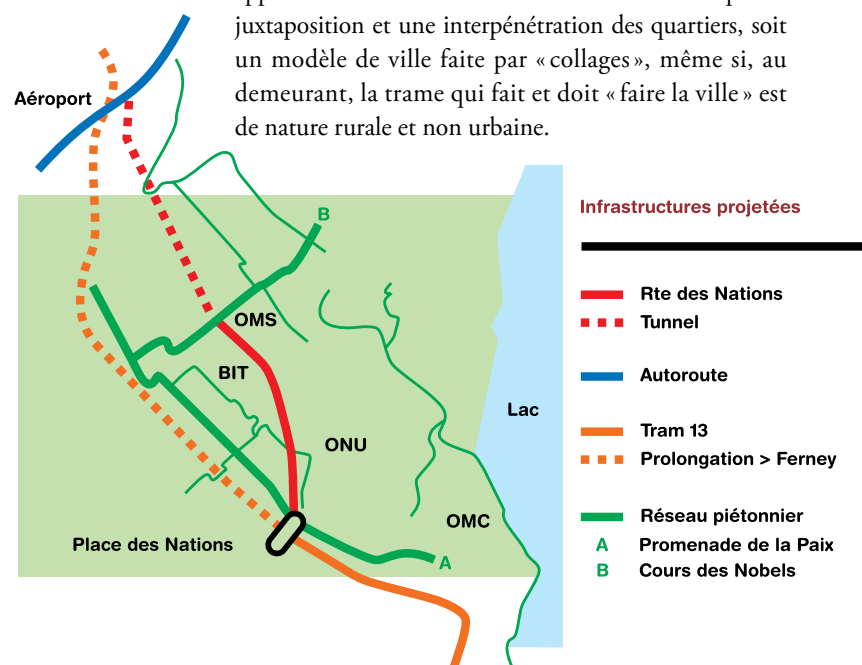 juxtaposition et une interpénétration des quartiers, soit
un modèle de ville faite par « collages », même si, au
demeurant, la trame qui fait et doit « faire la ville » est
de nature rurale et non urbaine.
Aéroport
B
OMS
BIT
ONU
Lac
OMC
Place des Nations
A
Infrastructures projetées
Rte des Nations
Tunnel
Autoroute
Tram 13
Prolongation > Ferney
Réseau piétonnier
A Promenade de la Paix
B Cours des Nobels